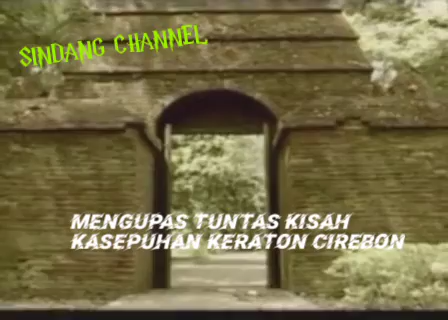 SINDANG CHANNEL
MENGUPAS TUNTAS KISAH
KASEPUHAN KERATON CIREBON